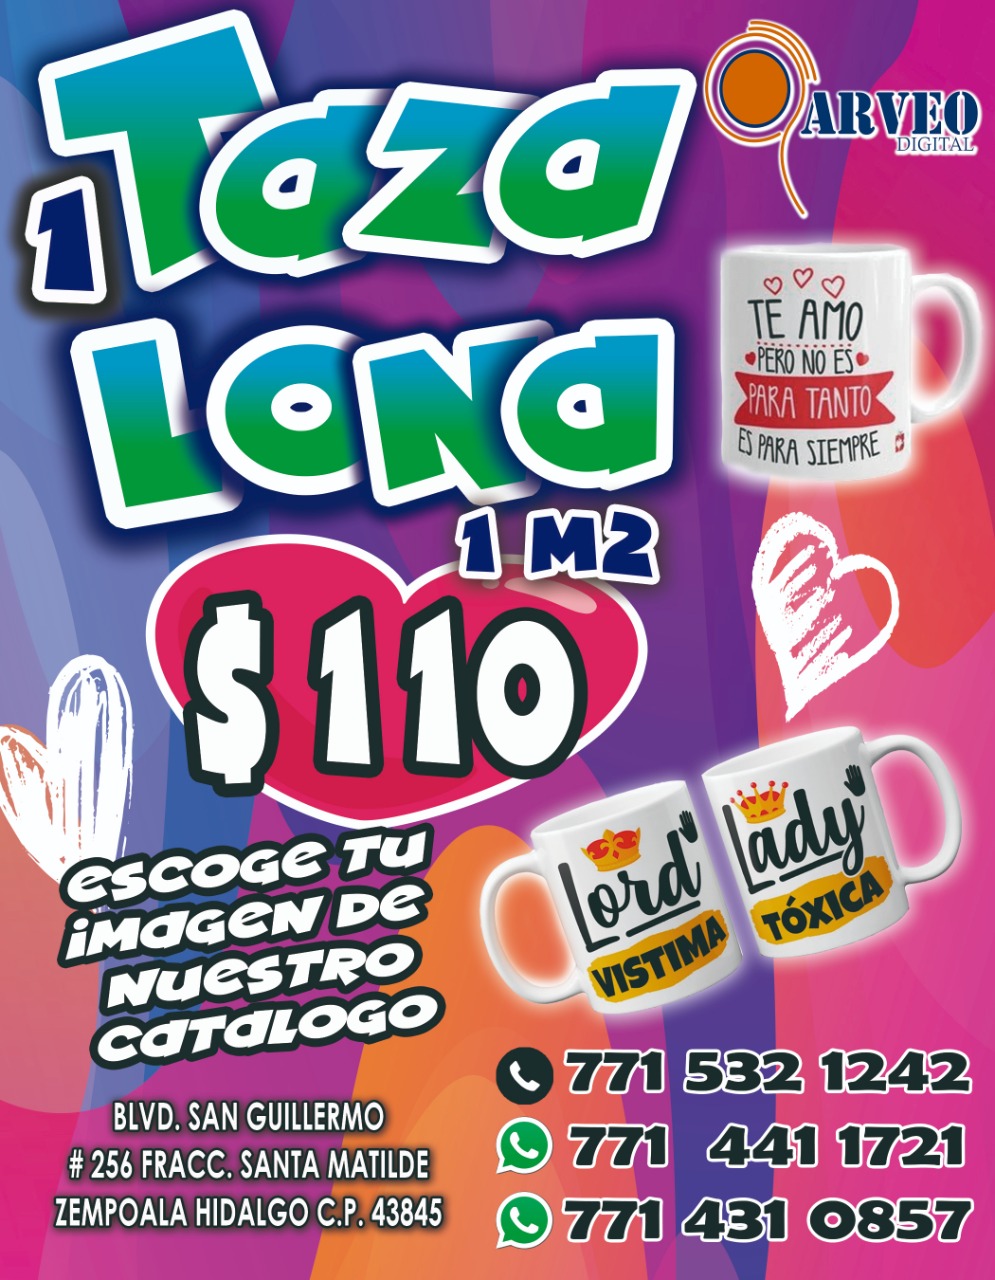 ARVEO
DIGITAL
1 Taza
Lona
1 M2
$ 110
TE AMO
PERO NO ES
PARA TANTO
ES PARA SIEMPRE
Lord
VISTIMA
Lady
TÓXICA
ESCOGE TU
IMAGEN DE
NUESTRO
CATALOGO
BLVD. SAN GUILLERMO
# 256 FRACC. SANTA MATILDE
ZEMPOALA HIDALGO C.P. 43845
771 532 1242
771 441 1721
771 431 0857